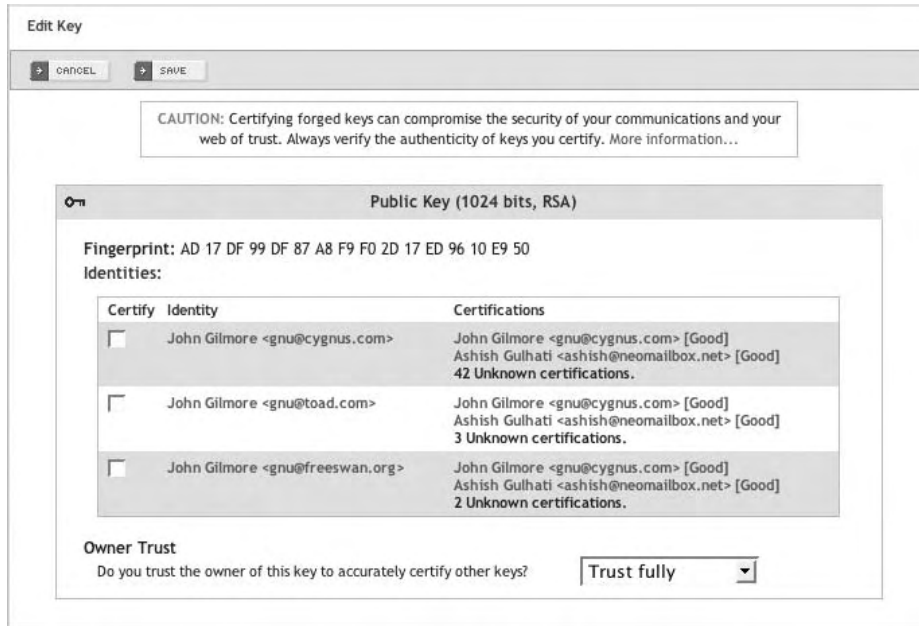 Edit Key
CANCEL SAVE
CAUTION: Certifying forged keys can compromise the security of your communications and your
web of trust. Always verify the authenticity of keys you certify. More information...
Public Key (1024 bits, RSA)
Fingerprint: AD 17 DF 99 DF 87 A8 F9 F0 2D 17 ED 96 10 E9 50
Identities:
Certify Identity Certifications
John Gilmore <gnu@cygnus.com> John Gilmore <gnu@cygnus.com> [Good]
Ashish Gulhati <ashish@neomailbox.net> [Good]
42 Unknown certifications.
John Gilmore <gnu@toad.com> John Gilmore <gnu@cygnus.com> [Good]
Ashish Gulhati <ashish@neomailbox.net> [Good]
3 Unknown certifications.
John Gilmore <gnu@freeswan.org> John Gilmore <gnu@cygnus.com> [Good]
Ashish Gulhati <ashish@neomailbox.net> [Good]
2 Unknown certifications.
Owner Trust
Do you trust the owner of this key to accurately certify other keys? Trust fully